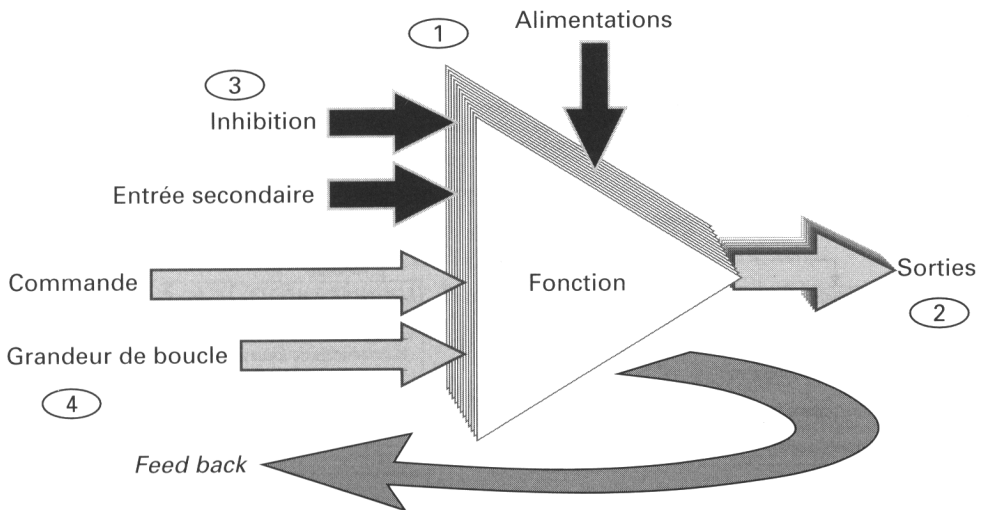 Alimentations
1
3
Inhibition
Entrée secondaire
Commande
Fonction
Sorties
2
Grandeur de boucle
4
Feed back